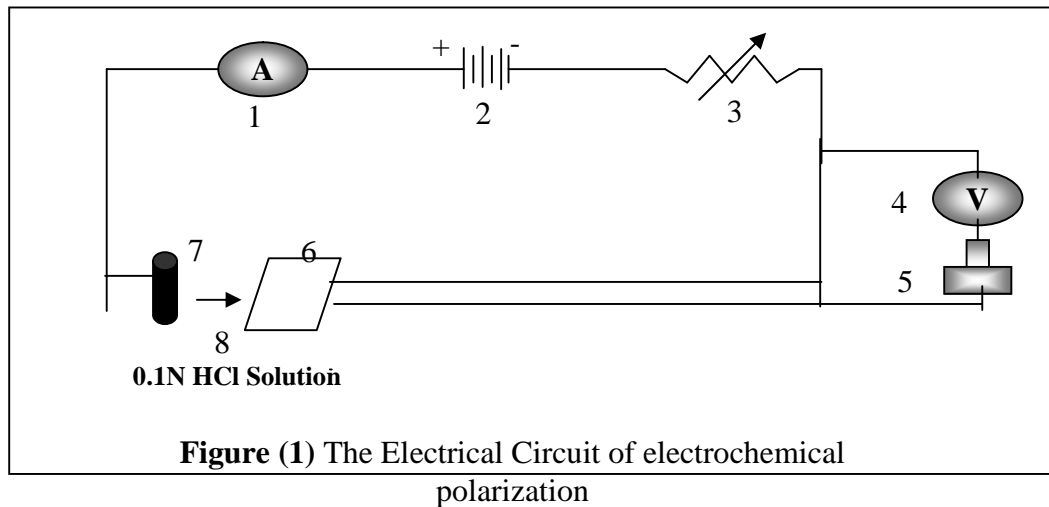 + -
A
1
2
3
4
V
7
6
5
8
0.1N HCl Solution
Figure (1) The Electrical Circuit of electrochemical
polarization